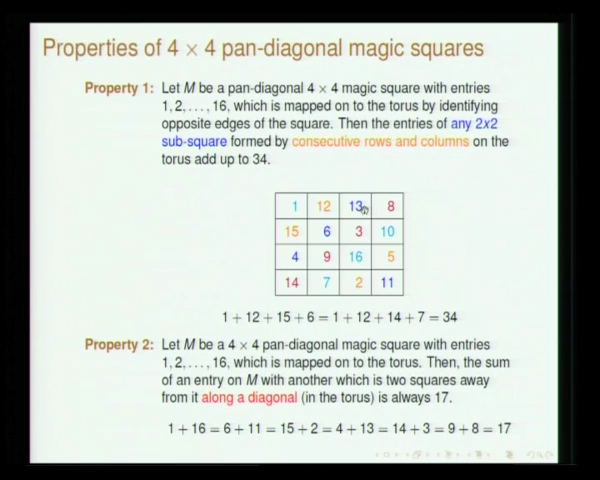 Properties of 4 × 4 pan-diagonal magic squares
Property 1: Let M be a pan-diagonal 4 × 4 magic square with entries
1, 2, . . . , 16, which is mapped on to the torus by identifying
opposite edges of the square. Then the entries of any 2x2
sub-square formed by consecutive rows and columns on the
torus add up to 34.
1 12 13 8
15 6 3 10
4 9 16 5
14 7 2 11
1 + 12 + 15 + 6 = 1 + 12 + 14 + 7 = 34
Property 2: Let M be a 4 × 4 pan-diagonal magic square with entries
1, 2, . . . , 16, which is mapped on to the torus. Then, the sum
of an entry on M with another which is two squares away
from it along a diagonal (in the torus) is always 17.
1 + 16 = 6 + 11 = 15 + 2 = 4 + 13 = 14 + 3 = 9 + 8 = 17